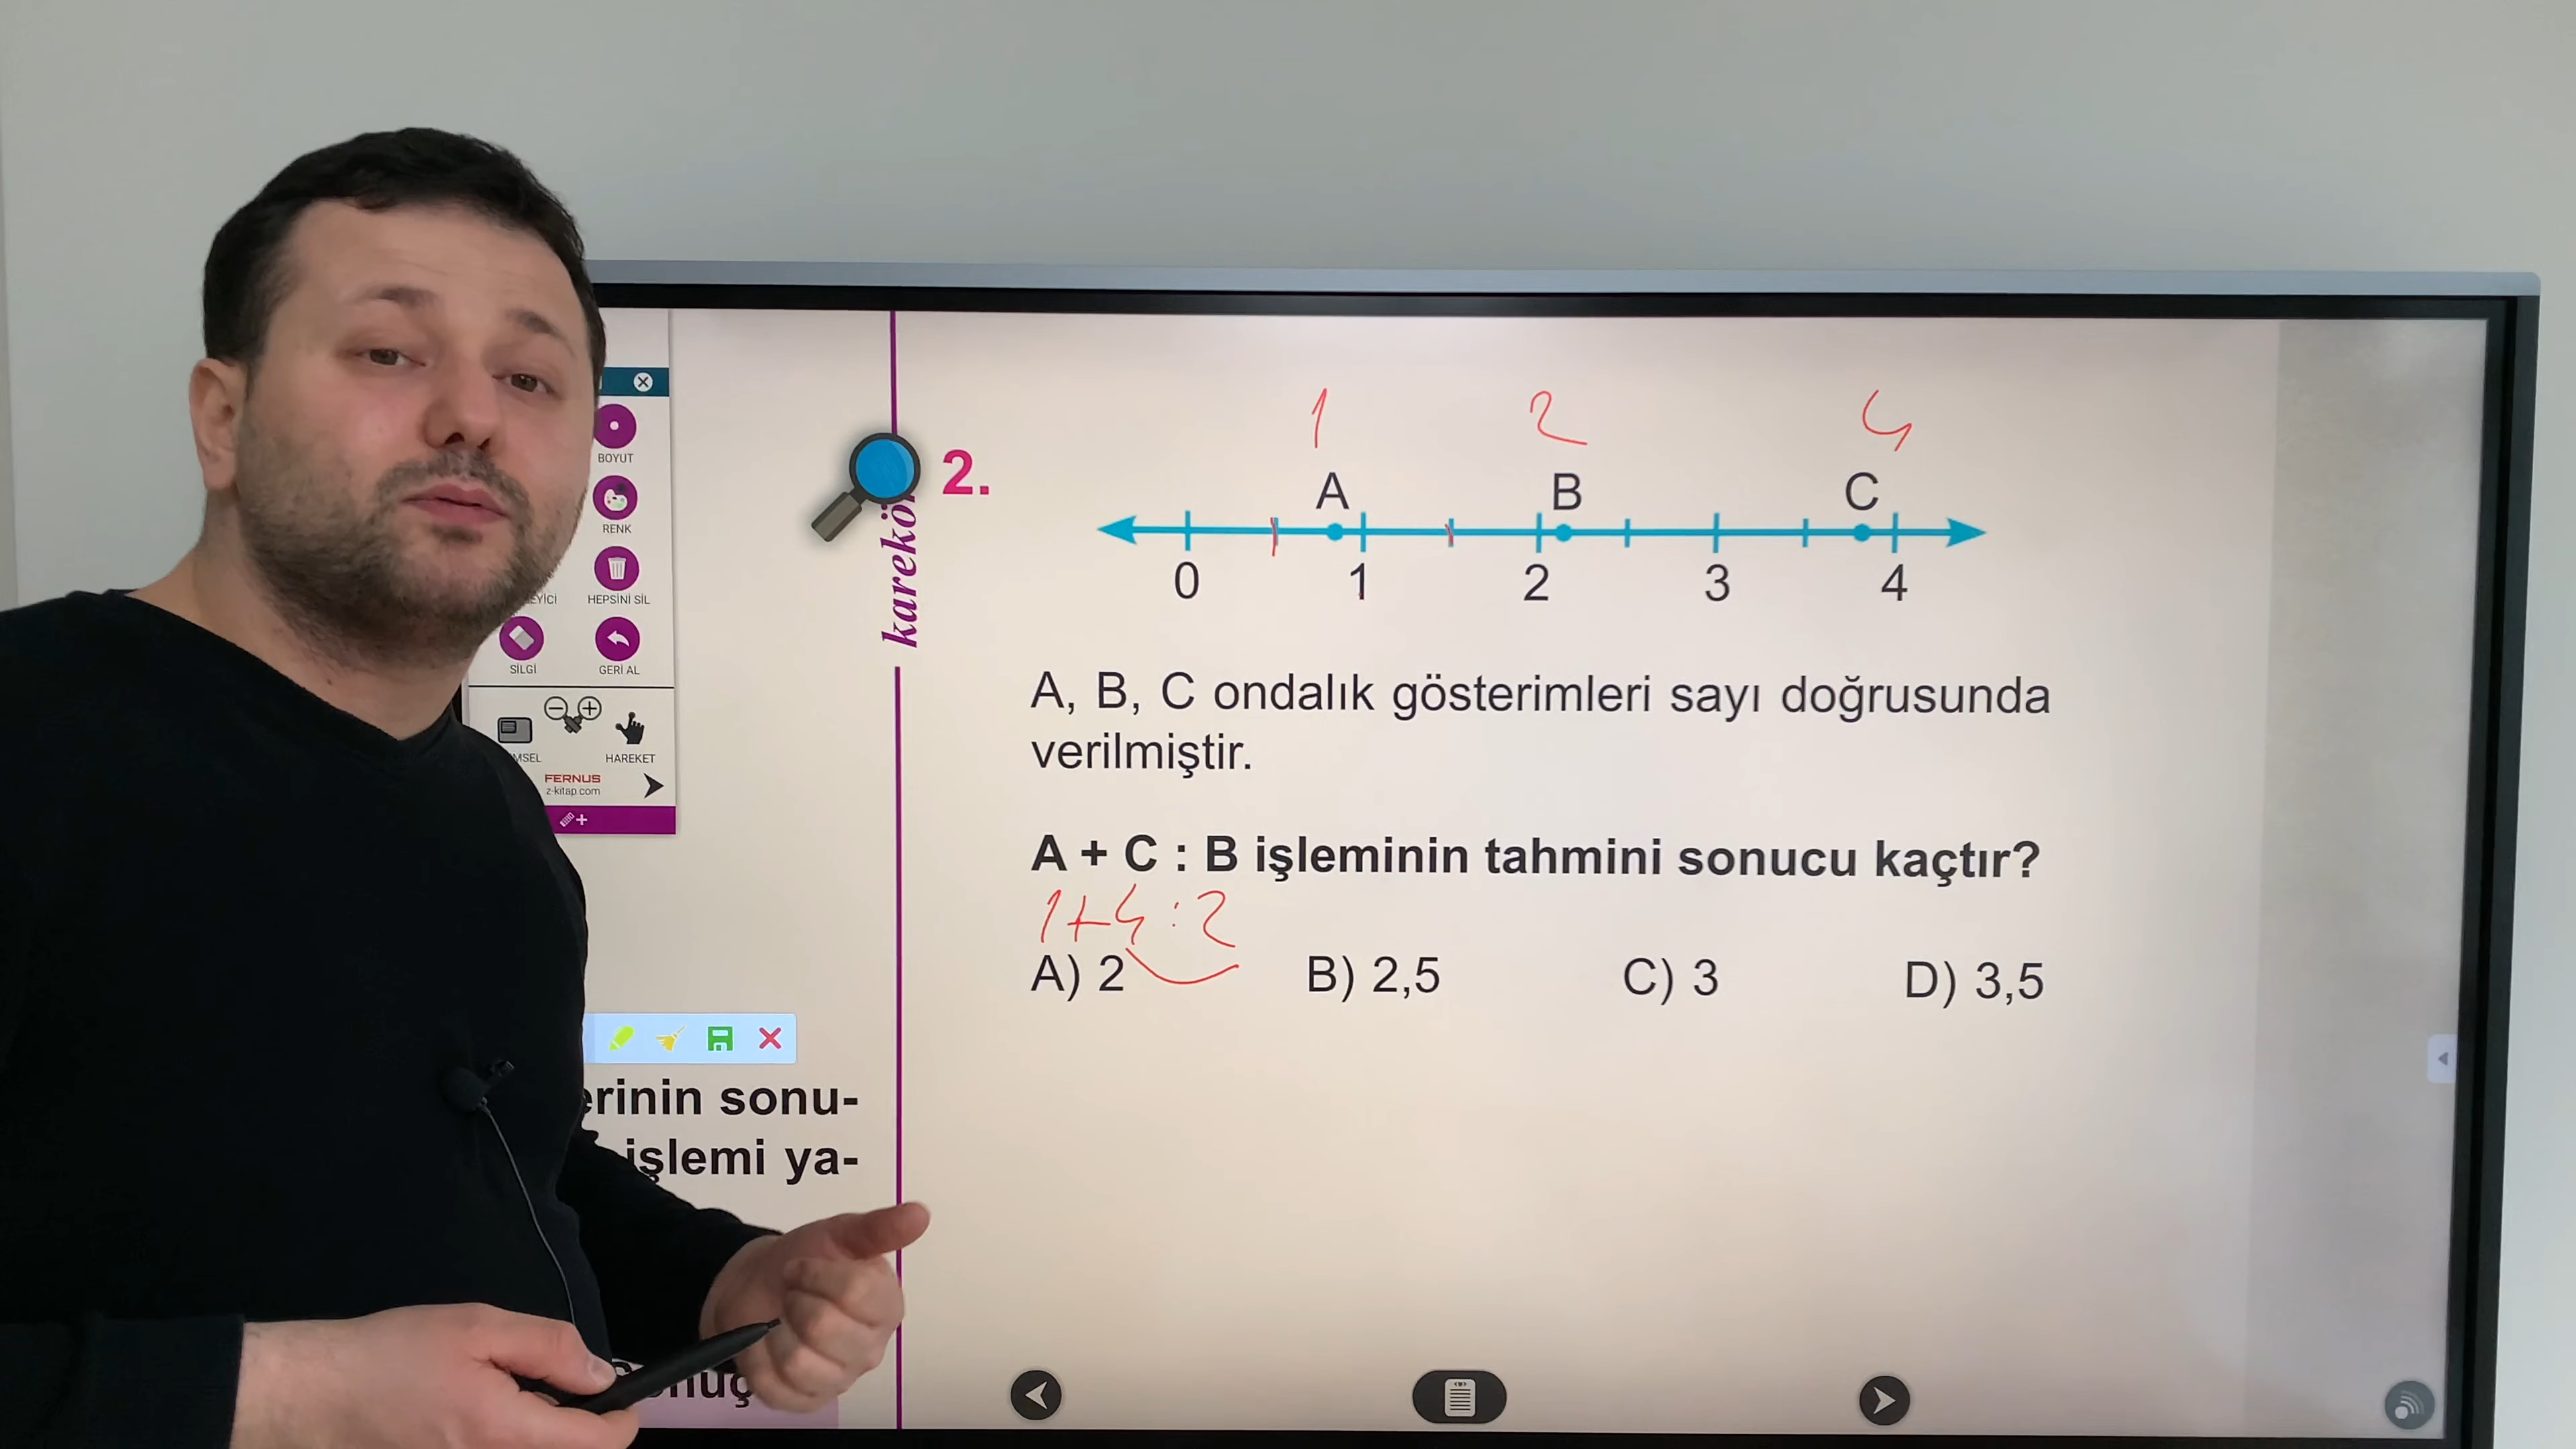 BOYUT
RENK
HEPSİNİ SİL
SİLGİ
GERİ AL
HAREKET
FERNUS
z-kitap.com
erinin sonu-
işlemi ya-
karekö
2.
1 2 4
A B C
0 1 2 3 4
A, B, C ondalık gösterimleri sayı doğrusunda
verilmiştir.
A + C : B işleminin tahmini sonucu kaçtır?
1+4:2
A) 2 B) 2,5 C) 3 D) 3,5